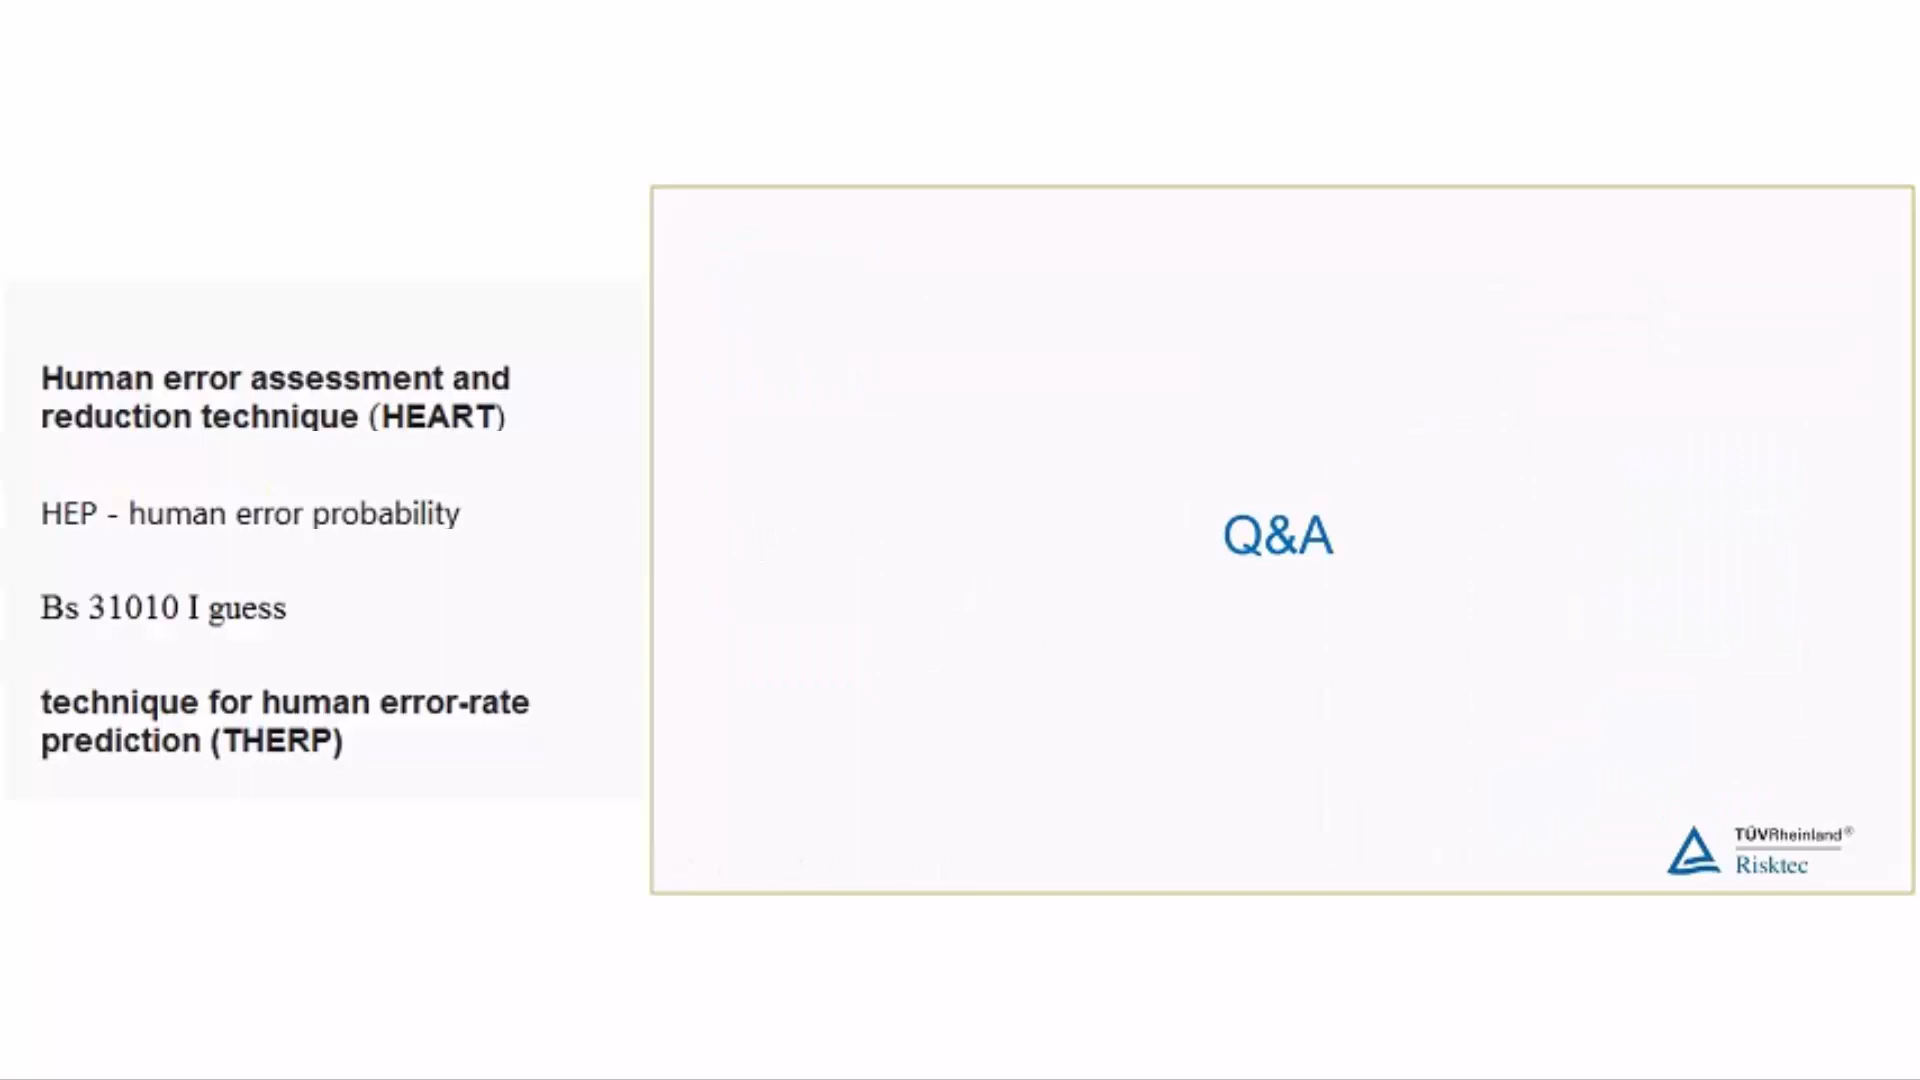 Human error assessment and
reduction technique (HEART)
HEP - human error probability
Bs 31010 I guess
technique for human error-rate
prediction (THERP)
Q&A
TÜVRheinland®
Risktec